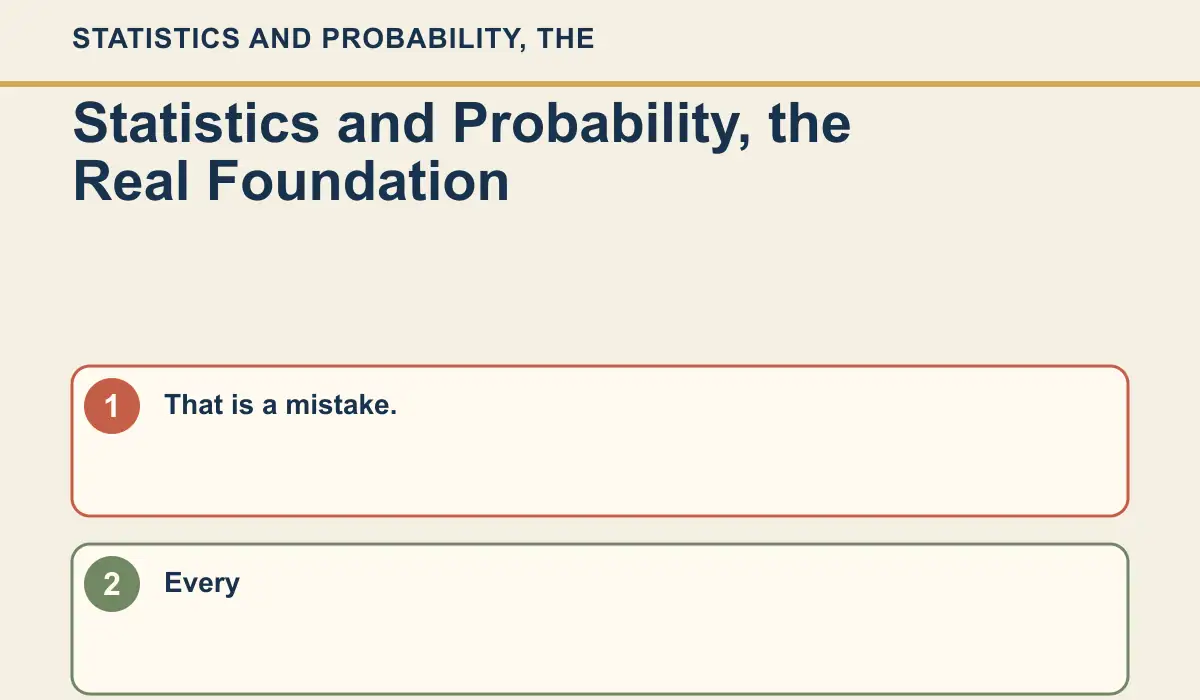 STATISTICS AND PROBABILITY, THE
Statistics and Probability, the
Real Foundation
1 That is a mistake.
2 Every